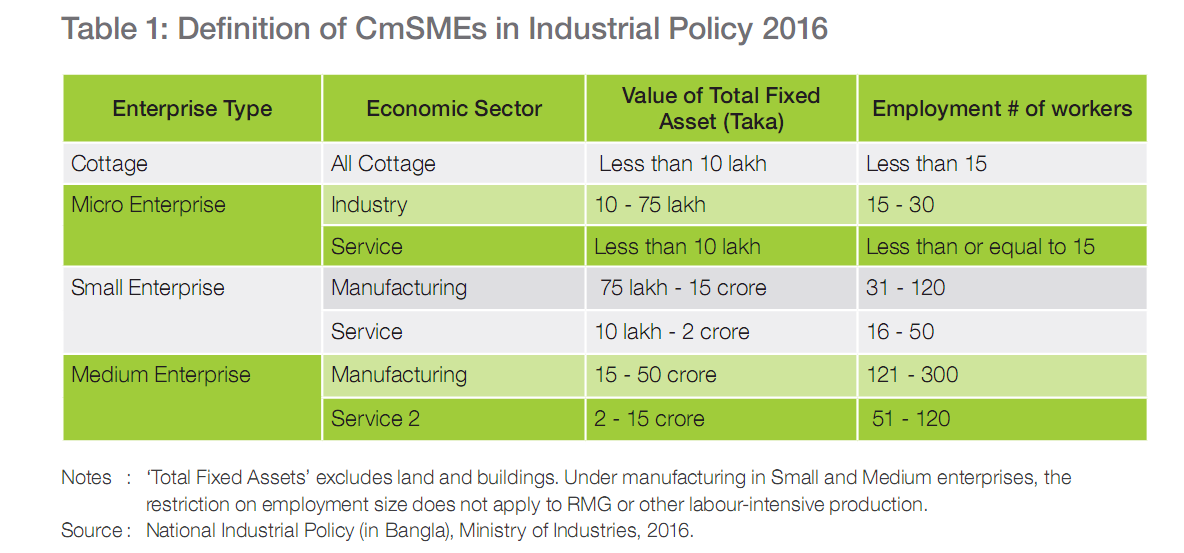 Table 1: Definition of CmSMEs in Industrial Policy 2016
Enterprise Type Economic Sector Value of Total Fixed Asset (Taka) Employment # of workers
Cottage All Cottage Less than 10 lakh Less than 15
Micro Enterprise Industry 10 - 75 lakh 15 - 30
Service Less than 10 lakh Less than or equal to 15
Small Enterprise Manufacturing 75 lakh - 15 crore 31 - 120
Service 10 lakh - 2 crore 16 - 50
Medium Enterprise Manufacturing 15 - 50 crore 121 - 300
Service 2 2 - 15 crore 51 - 120
Notes : ‘Total Fixed Assets’ excludes land and buildings. Under manufacturing in Small and Medium enterprises, the
restriction on employment size does not apply to RMG or other labour-intensive production.
Source : National Industrial Policy (in Bangla), Ministry of Industries, 2016.